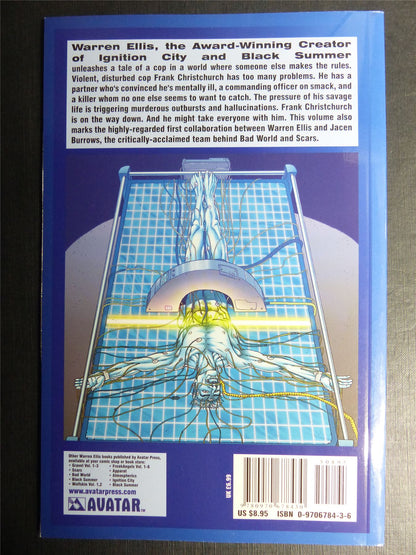 Warren Ellis, the Award-Winning Creator
of Ignition City and Black Summer
unleashes a tale of a cop in a world where someone else makes the rules.
Violent, disturbed cop Frank Christchurch has too many problems. He has a
partner who's convinced he's mentally ill, a commanding officer on smack, and
a killer whom no one else seems to want to catch. The pressure of his savage
life is triggering murderous outbursts and hallucinations. Frank Christchurch
is on the way down. And he might take everyone with him. This volume also
marks the highly-regarded first collaboration between Warren Ellis and Jacen
Burrows, the critically-acclaimed team behind Bad World and Scars.
Other Warren Ellis books published by Avatar Press,
available at your comic shop or book store:
• Gravel Vol. 1-3
• Scars
• Bad World
• Black Summer
• Wolfskin Vol. 1,2
• FreakAngels Vol. 1-6
• Apparat
• Atmospherics
• Ignition City
• Black Summer
www.avatarpress.com
AVATAR
UK £6.99
US $8.95 ISBN 0-9706784-3-6